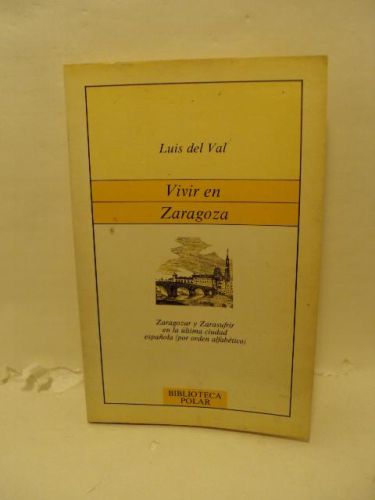 Luis del Val
Vivir en
Zaragoza
Zaragozar y Zarasufrir
en la última ciudad
española (por orden alfabético)
BIBLIOTECA
POLAR